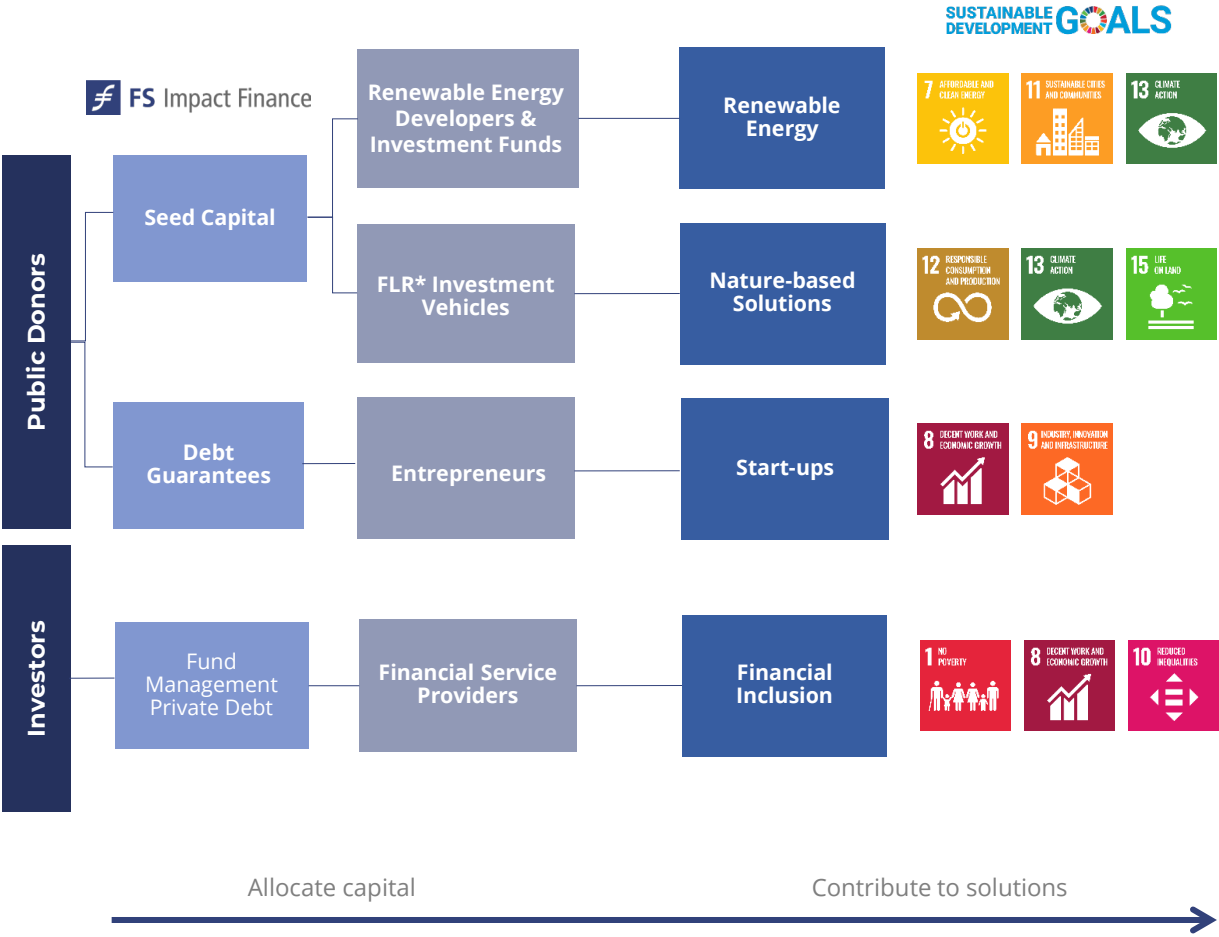 SUSTAINABLE
DEVELOPMENT GOALS
FS Impact Finance
Public Donors
Seed Capital
Renewable Energy
Developers &
Investment Funds
Renewable
Energy
7 AFFORDABLE AND
CLEAN ENERGY
11 SUSTAINABLE CITIES
AND COMMUNITIES
13 CLIMATE
ACTION
FLR* Investment
Vehicles
Nature-based
Solutions
12 RESPONSIBLE
CONSUMPTION
AND PRODUCTION
13 CLIMATE
ACTION
15 LIFE
ON LAND
Debt
Guarantees
Entrepreneurs
Start-ups
8 DECENT WORK AND
ECONOMIC GROWTH
9 INDUSTRY, INNOVATION
AND INFRASTRUCTURE
Investors
Fund
Management
Private Debt
Financial Service
Providers
Financial
Inclusion
1 NO
POVERTY
8 DECENT WORK AND
ECONOMIC GROWTH
10 REDUCED
INEQUALITIES
Allocate capital
Contribute to solutions